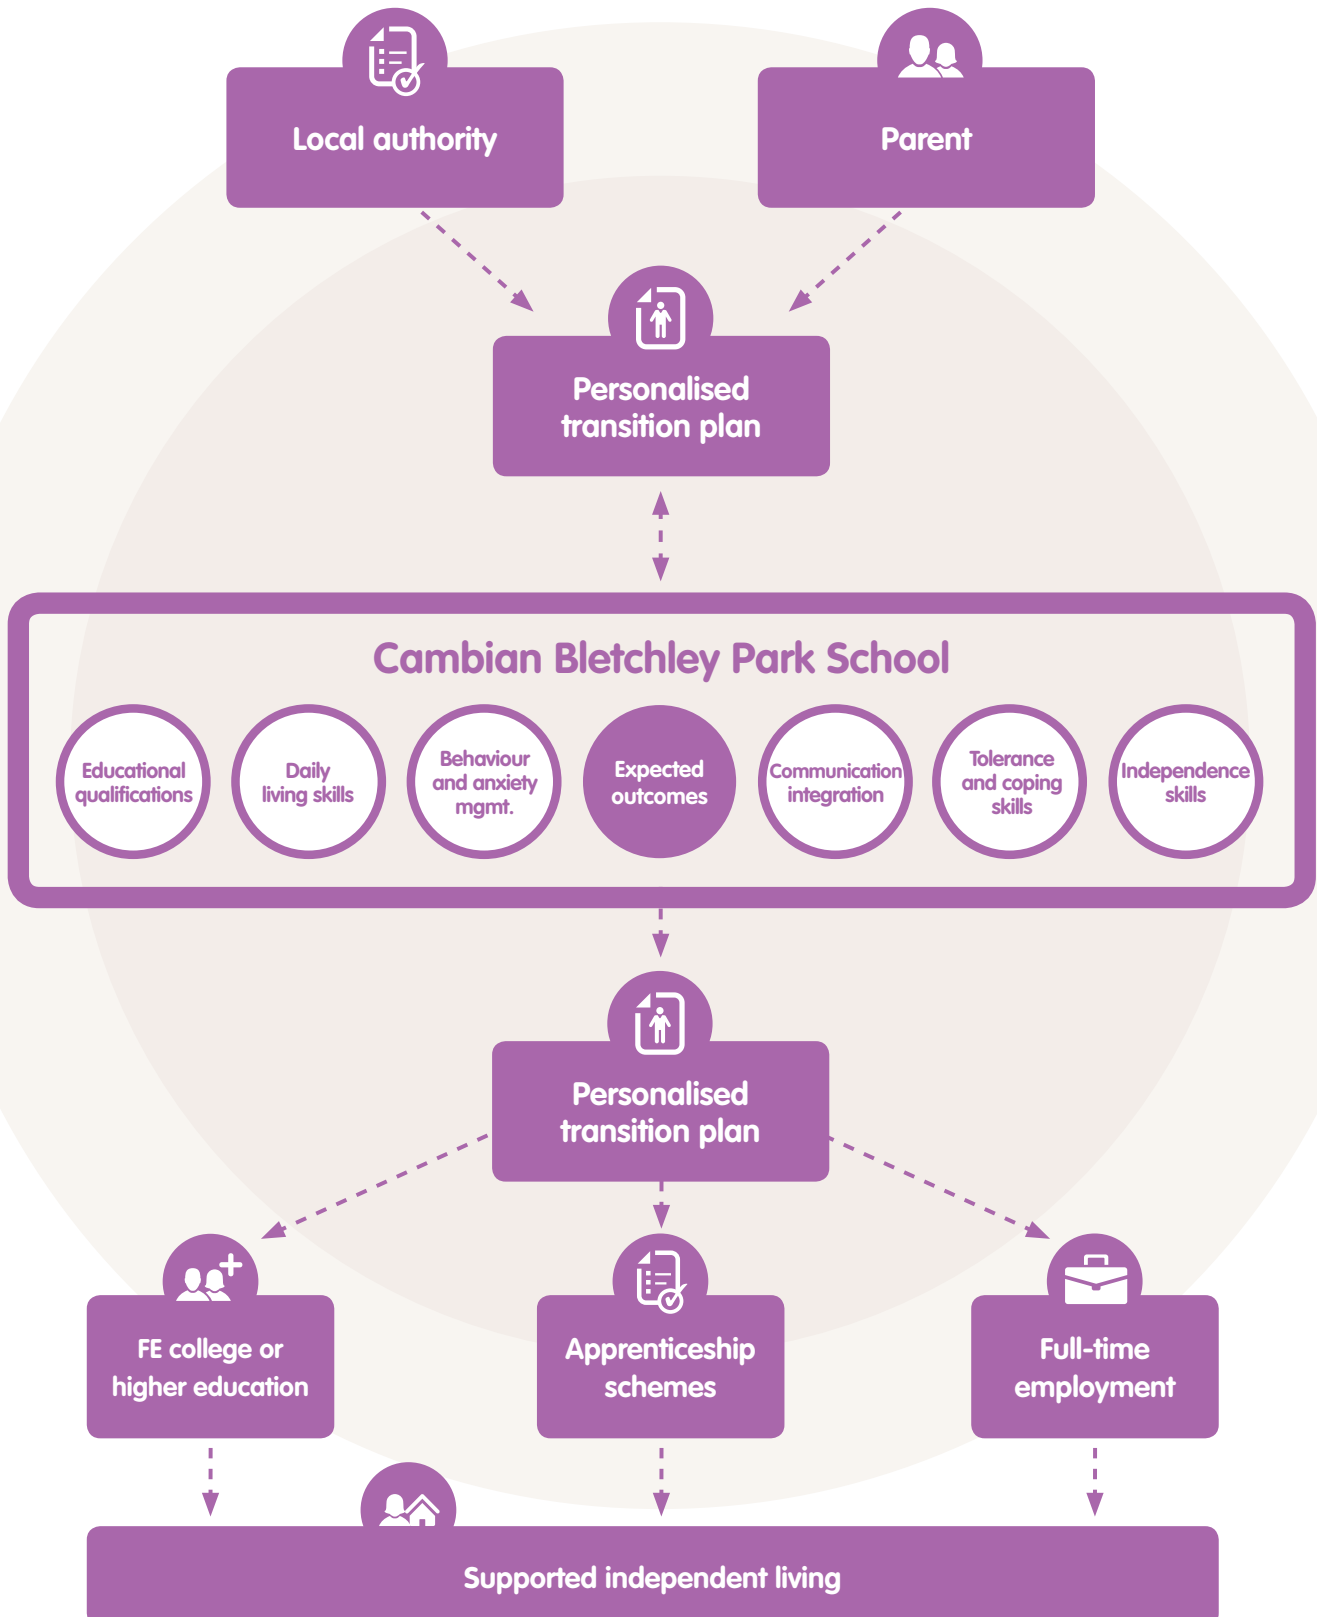 Local authority
Parent
Personalised
transition plan
Cambian Bletchley Park School
Educational
qualifications
Daily
living skills
Behaviour
and anxiety
mgmt.
Expected
outcomes
Communication
integration
Tolerance
and coping
skills
Independence
skills
Personalised
transition plan
FE college or
higher education
Apprenticeship
schemes
Full-time
employment
Supported independent living